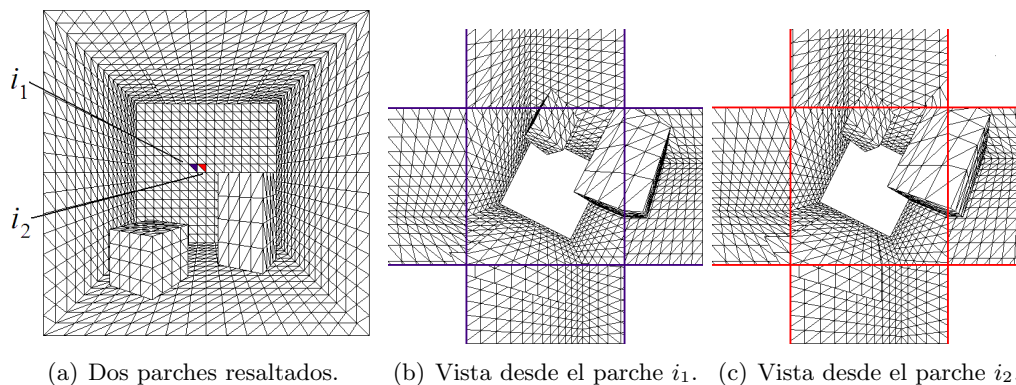 i1
i2
(a) Dos parches resaltados.
(b) Vista desde el parche i1.
(c) Vista desde el parche i2.